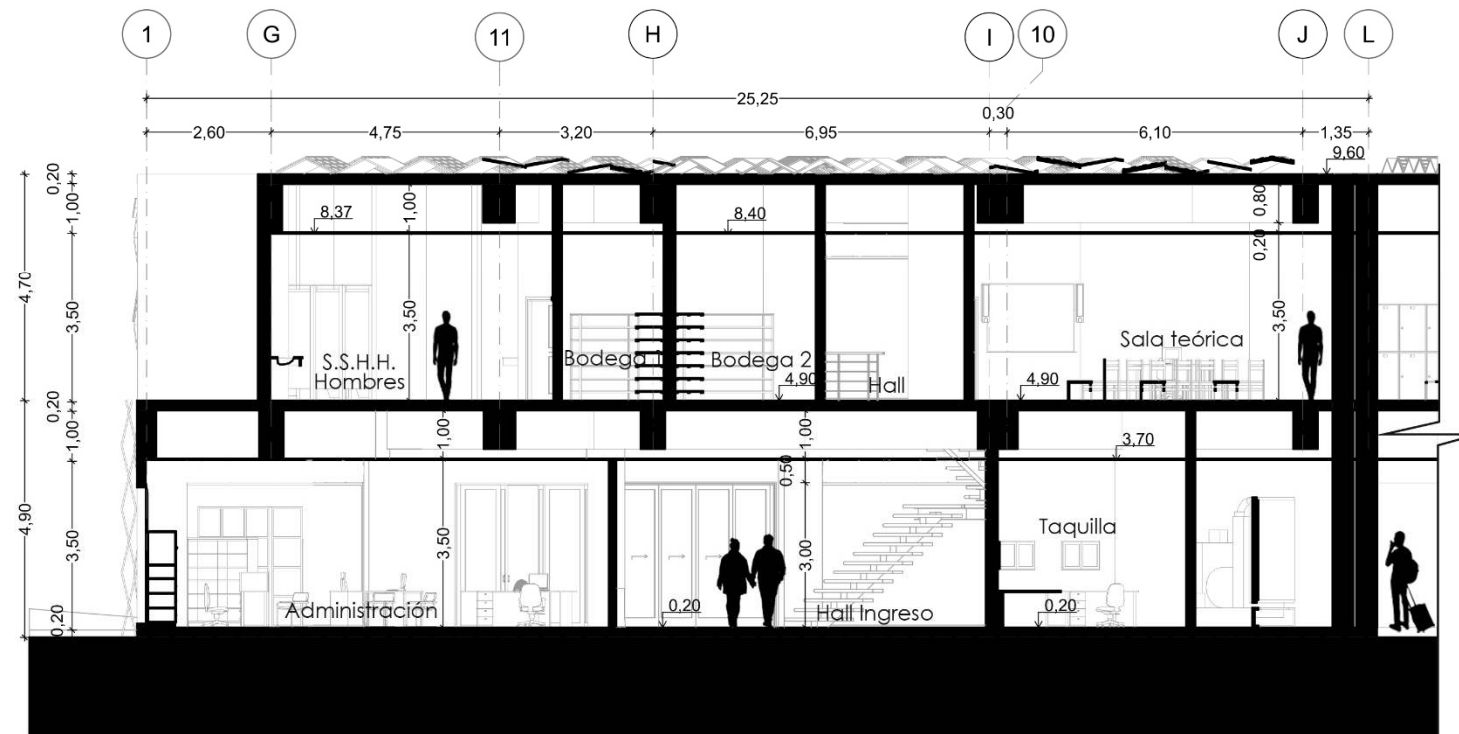 1 G 11 H I 10 J L
25,25
0,30
2,60 4,75 3,20 6,95 6,10 1,35
9,60
0,20
1,00
1,00
0,80
8,37
8,40
0,20
4,70
3,50
3,50
3,50
Sala teórica
S.S.H.H.
Hombres
Bodega 1
Bodega 2
4,90
Hall
4,90
0,20
1,00
1,00
1,00
3,70
0,50
4,90
3,50
3,50
3,00
Taquilla
Administración
0,20
Hall Ingreso
0,20
0,20